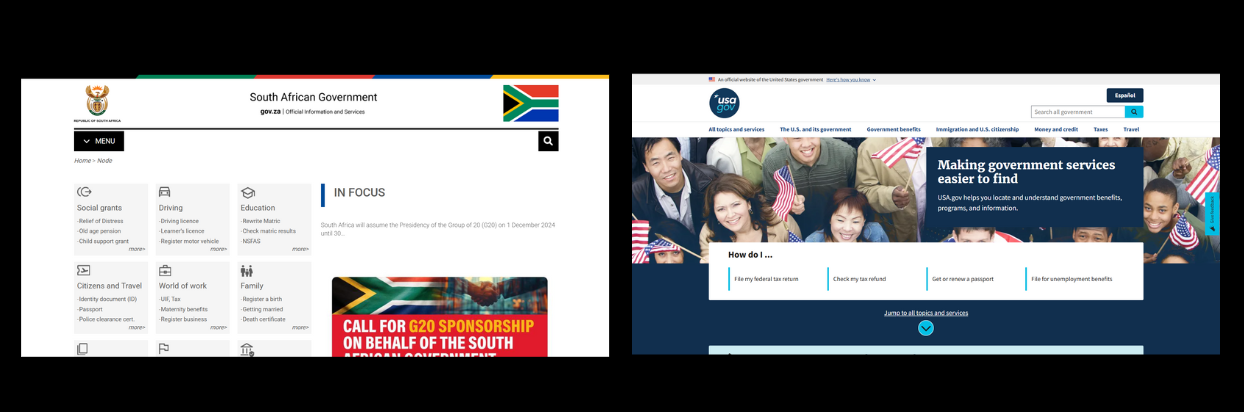 REPUBLIC OF SOUTH AFRICA
South African Government
gov.za | Official Information and Services
MENU
Home > Node
Social grants
-Relief of Distress
-Old age pension
-Child support grant
more>
Driving
-Driving licence
-Learner's licence
-Register motor vehicle
more>
Education
-Rewrite Matric
-Check matric results
-NSFAS
more>
Citizens and Travel
-Identity document (ID)
-Passport
-Police clearance cert.
more>
World of work
-UIF, Tax
-Maternity benefits
-Register business
more>
Family
-Register a birth
-Getting married
-Death certificate
more>
IN FOCUS
South Africa will assume the Presidency of the Group of 20 (G20) on 1 December 2024
until 30...
CALL FOR G20 SPONSORSHIP
ON BEHALF OF THE SOUTH
AFRICAN GOVERNMENT
An official website of the United States government Here's how you know
usa
gov
Español
Search all government
All topics and services
The U.S. and its government
Government benefits
Immigration and U.S. citizenship
Money and credit
Taxes
Travel
Making government services
easier to find
USA.gov helps you locate and understand government benefits,
programs, and information.
How do I ...
File my federal tax return
Check my tax refund
Get or renew a passport
File for unemployment benefits
Jump to all topics and services